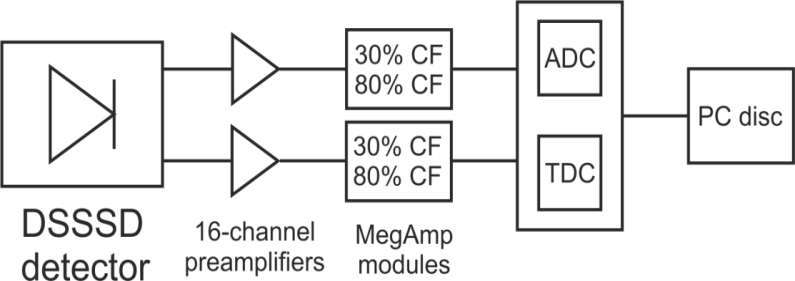 30% CF
80% CF
ADC
PC disc
30% CF
80% CF
TDC
DSSSD
detector
16-channel
preamplifiers
MegAmp
modules